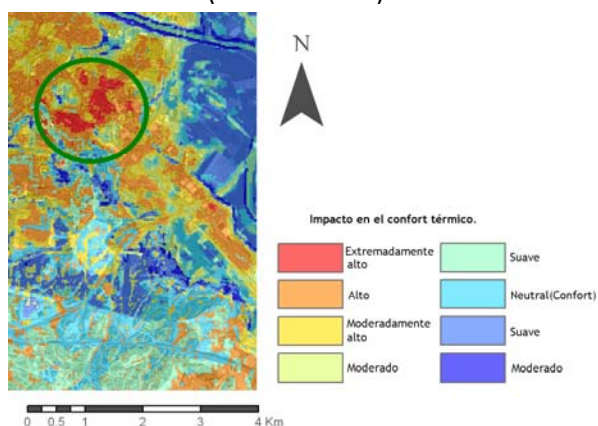 N
Impacto en el confort térmico.
Extremadamente
alto
Suave
Alto
Neutral(Confort)
Moderadamente
alto
Suave
Moderado
Moderado
0 0.5 1 2 3 4 Km